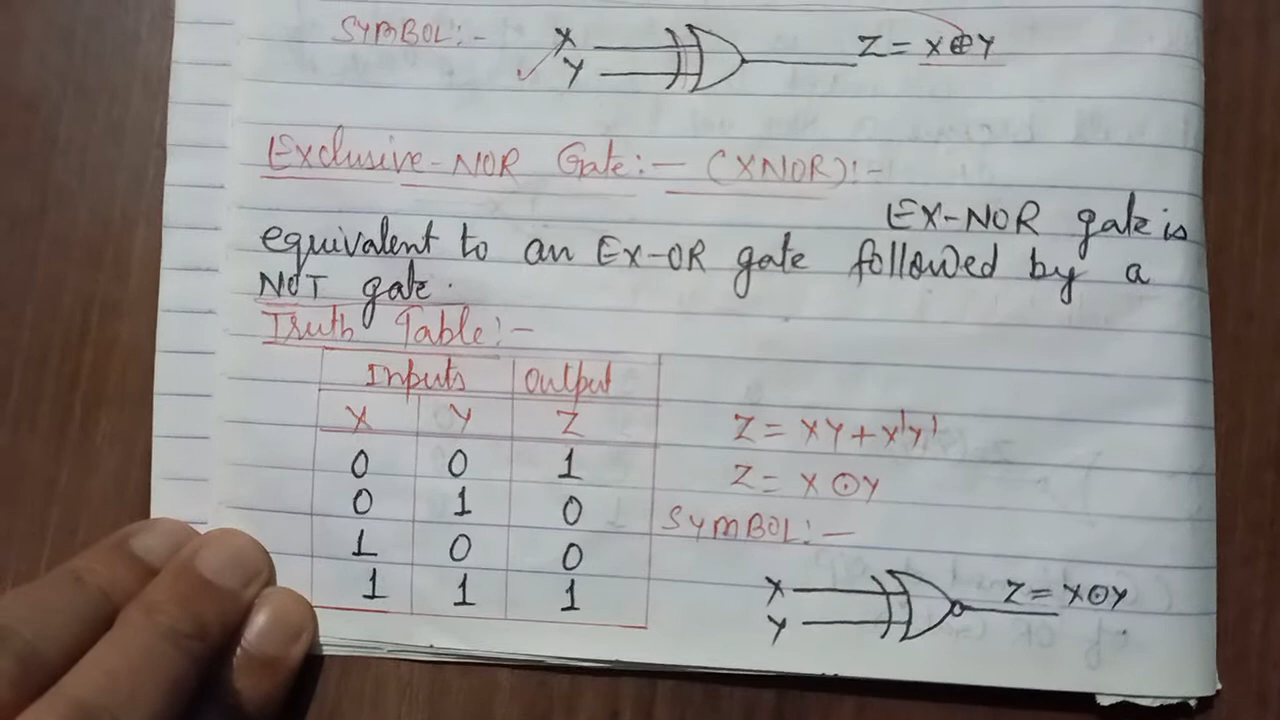 SYMBOL:-
X
Y
Z = X⊕Y
Exclusive-NOR Gate:- (XNOR):-
EX-NOR gate is
equivalent to an EX-OR gate followed by a
NOT gate.
Truth Table:-
Inputs Output
X Y Z
0 0 1
0 1 0
1 0 0
1 1 1
Z = XY + X'Y'
Z = X⊙Y
SYMBOL:-
X
Y
Z = X⊙Y